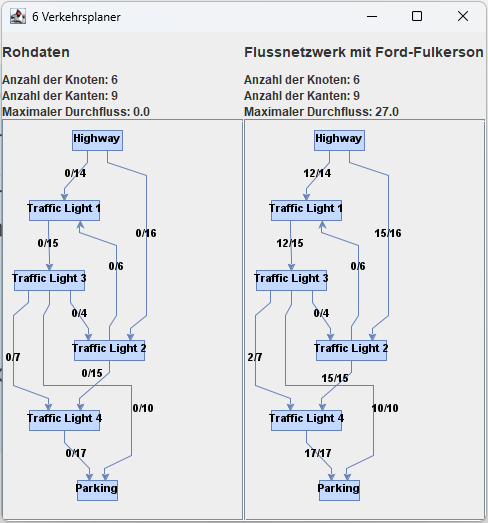 6 Verkehrsplaner
Rohdaten
Anzahl der Knoten: 6
Anzahl der Kanten: 9
Maximaler Durchfluss: 0.0
Highway
0/14
Traffic Light 1
0/15
0/16
0/6
Traffic Light 3
0/4
Traffic Light 2
0/7
0/15
0/10
Traffic Light 4
0/17
Parking
Flussnetzwerk mit Ford-Fulkerson
Anzahl der Knoten: 6
Anzahl der Kanten: 9
Maximaler Durchfluss: 27.0
Highway
12/14
Traffic Light 1
12/15
15/16
0/6
Traffic Light 3
0/4
Traffic Light 2
2/7
15/15
10/10
Traffic Light 4
17/17
Parking